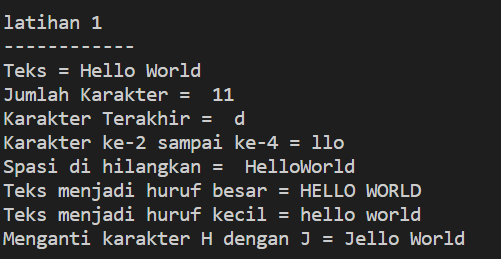 latihan 1
------------
Teks = Hello World
Jumlah Karakter =  11
Karakter Terakhir =  d
Karakter ke-2 sampai ke-4 = llo
Spasi di hilangkan =  HelloWorld
Teks menjadi huruf besar = HELLO WORLD
Teks menjadi huruf kecil = hello world
Menganti karakter H dengan J = Jello World